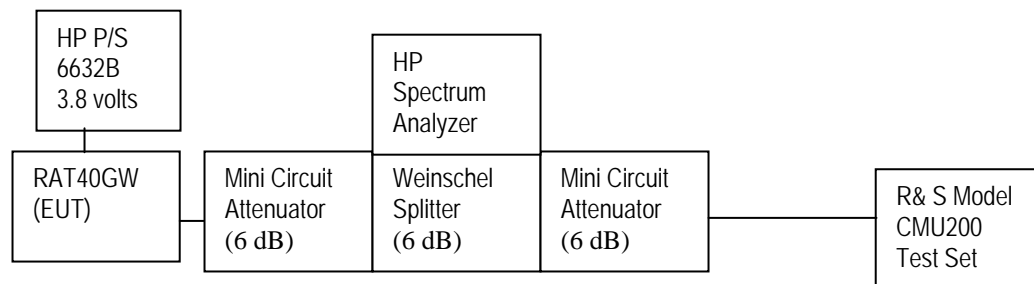 HP P/S
6632B
3.8 volts
HP
Spectrum
Analyzer
RAT40GW
(EUT)
Mini Circuit
Attenuator
(6 dB)
Weinschel
Splitter
(6 dB)
Mini Circuit
Attenuator
(6 dB)
R& S Model
CMU200
Test Set